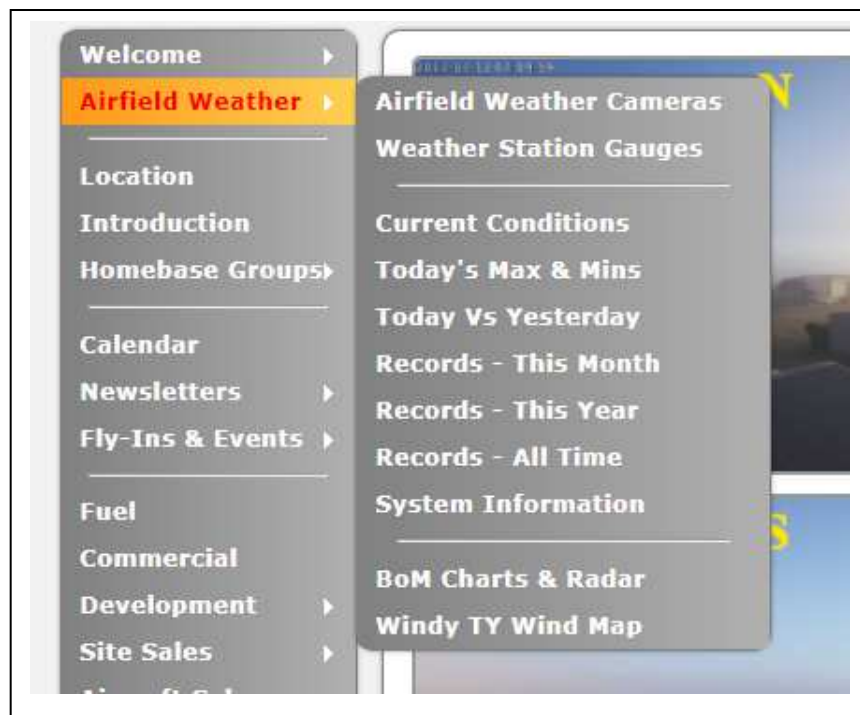 Welcome
Airfield Weather
Location
Introduction
Homebase Groups
Calendar
Newsletters
Fly-Ins & Events
Fuel
Commercial
Development
Site Sales
Airfield Weather Cameras
Weather Station Gauges
Current Conditions
Today's Max & Mins
Today Vs Yesterday
Records - This Month
Records - This Year
Records - All Time
System Information
BoM Charts & Radar
Windy TY Wind Map
N
S